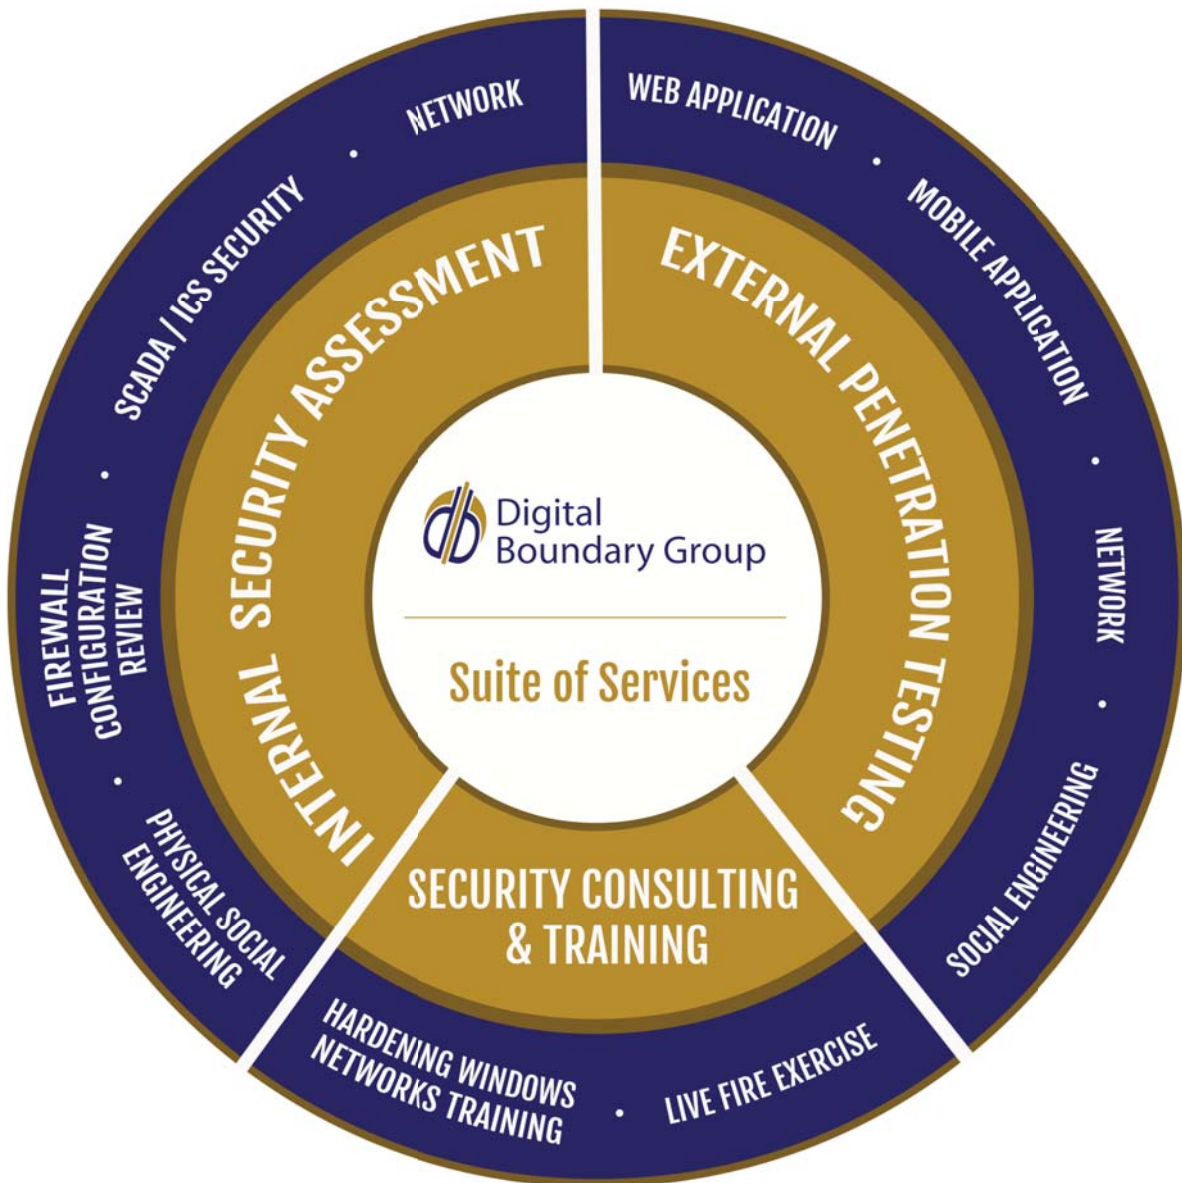 Digital
Boundary Group
Suite of Services
EXTERNAL PENETRATION TESTING
WEB APPLICATION
•
MOBILE APPLICATION
•
NETWORK
•
SOCIAL ENGINEERING
SECURITY CONSULTING
& TRAINING
HARDENING WINDOWS
NETWORKS TRAINING
•
LIVE FIRE EXERCISE
INTERNAL SECURITY ASSESSMENT
PHYSICAL SOCIAL
ENGINEERING
•
FIREWALL
CONFIGURATION
REVIEW
•
SCADA / ICS SECURITY
•
NETWORK